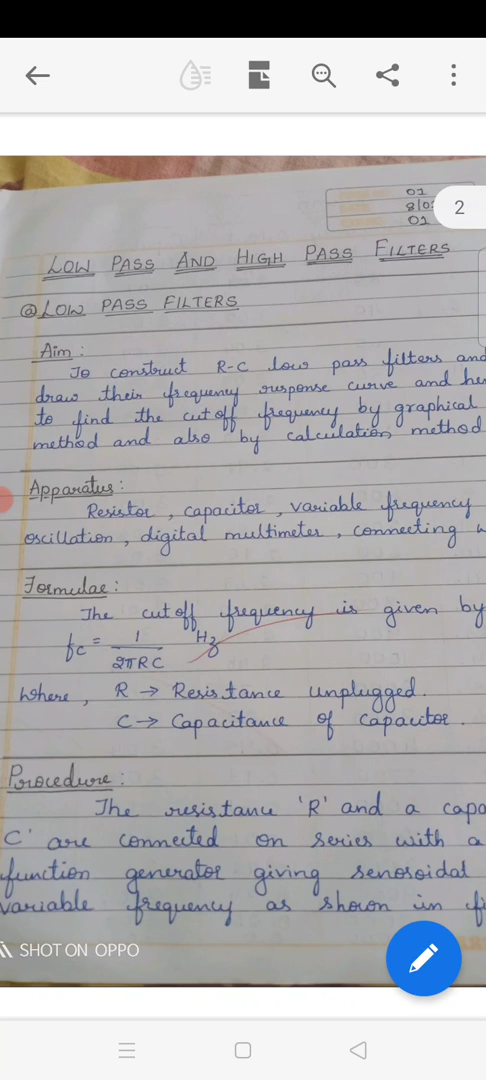 2
01
8/0
01
LOW PASS AND HIGH PASS FILTERS
@ LOW PASS FILTERS
Aim :
To construct R-C low pass filters and
draw their frequency response curve and he
to find the cut off frequency by graphical
method and also by calculation method
Apparatus :
Resistor , capacitor , variable frequency
oscillation , digital multimeter , connecting
Formulae :
The cut off frequency is given by
fc = 1 / 2πRC Hz
where , R → Resistance unplugged.
C → Capacitance of capacitor.
Procedure :
The resistance 'R' and a capa
C' are connected on series with a
function generator giving senosoidal
variable frequency as shown in fi
SHOT ON OPPO